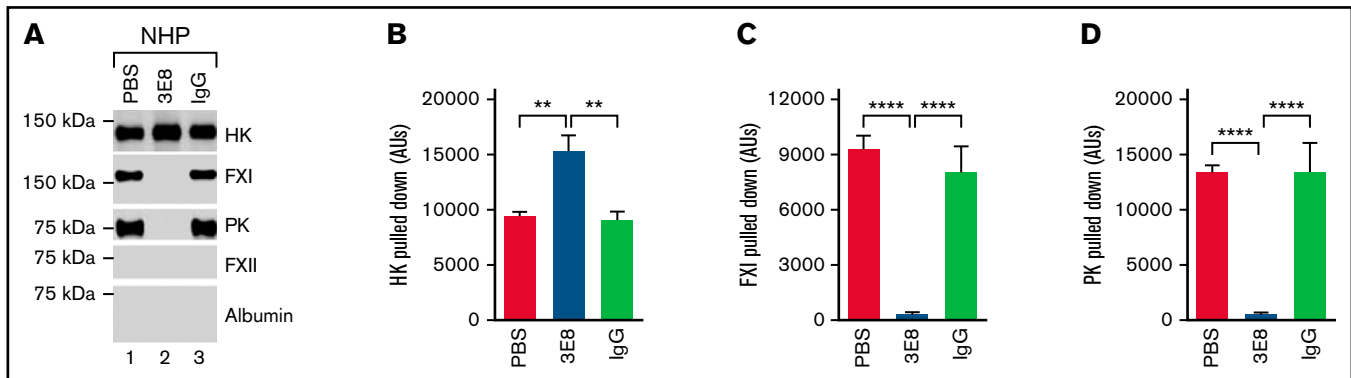 A
NHP
PBS
3E8
IgG
150 kDa
HK
150 kDa
FXI
75 kDa
PK
75 kDa
FXII
75 kDa
Albumin
1 2 3
B
HK pulled down (AUs)
20000
15000
10000
5000
0
** **
PBS
3E8
IgG
C
FXI pulled down (AUs)
12000
9000
6000
3000
0
**** ****
PBS
3E8
IgG
D
PK pulled down (AUs)
20000
15000
10000
5000
0
****
****
PBS
3E8
IgG